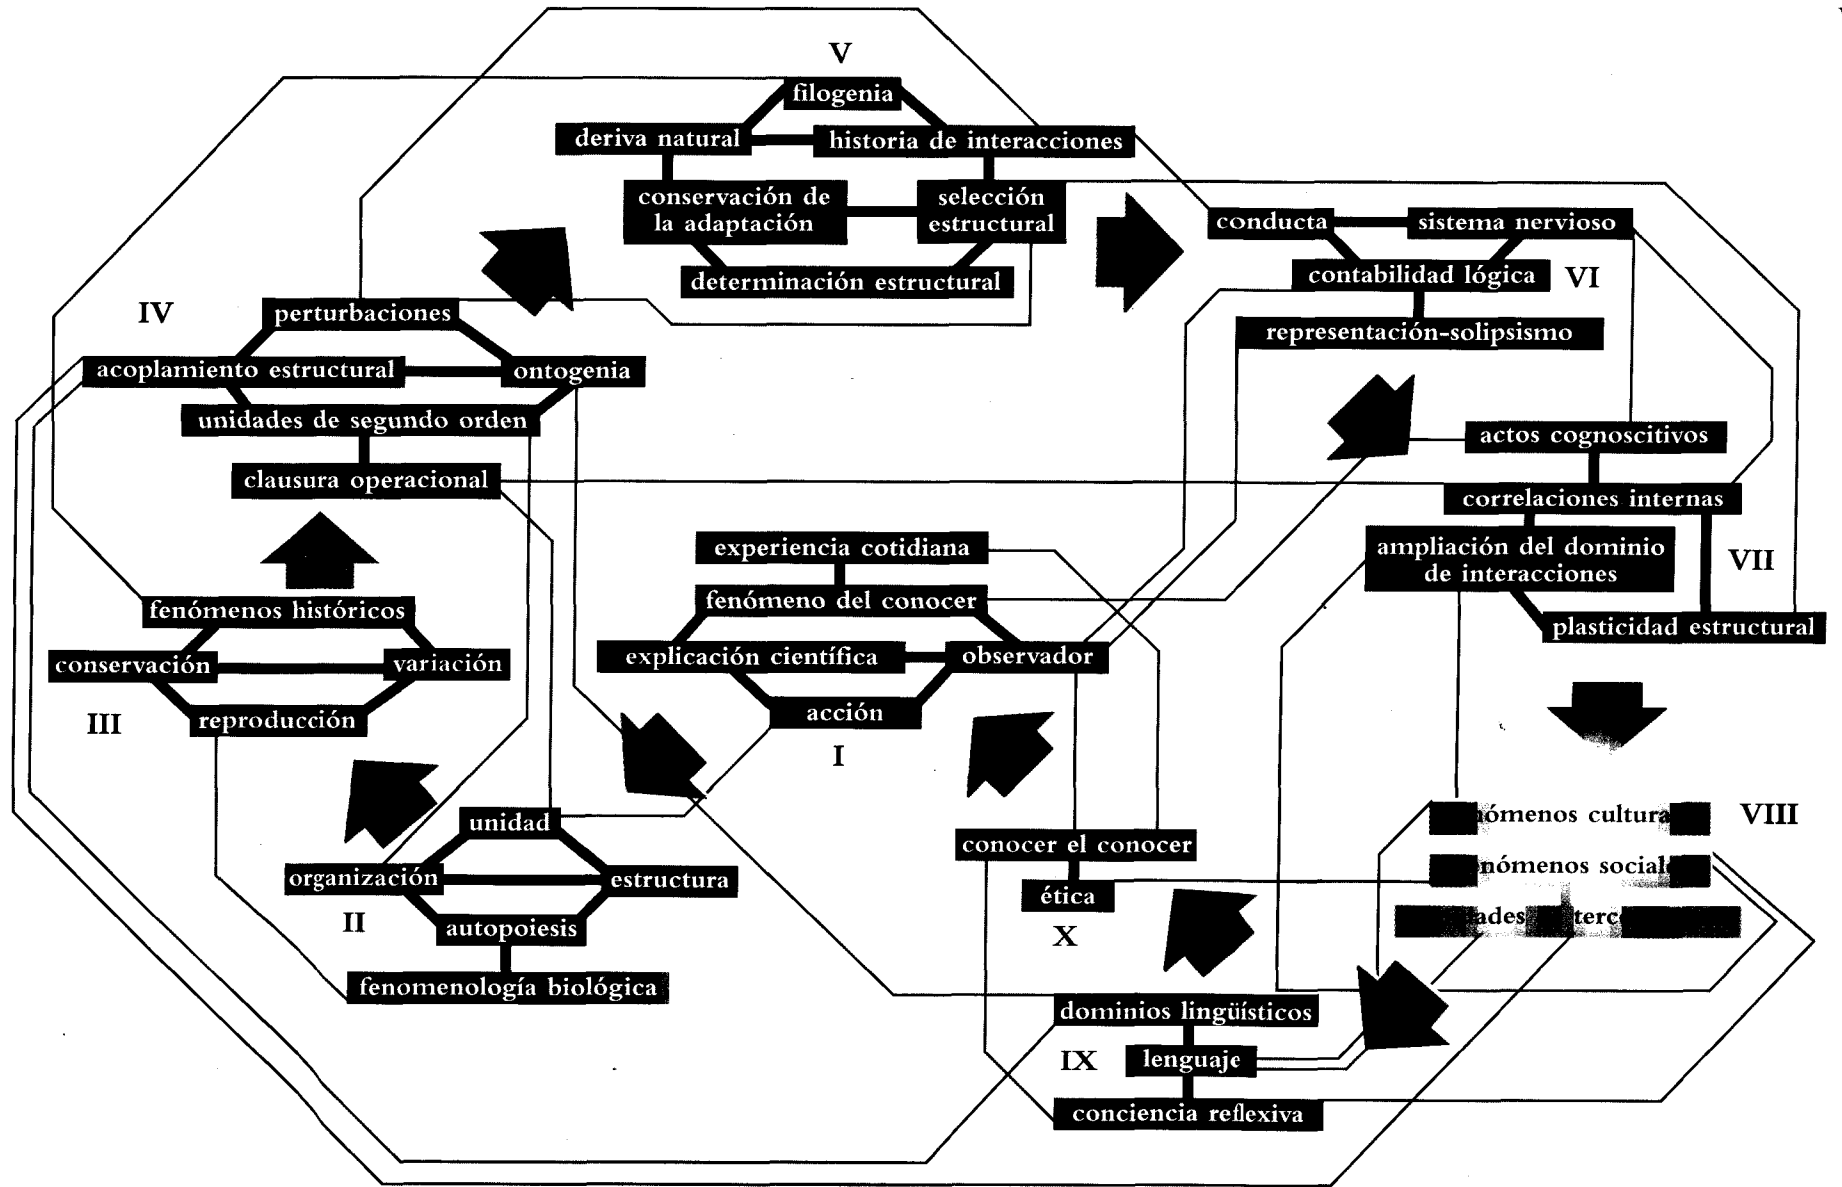 V
filogenia
deriva natural
historia de interacciones
conservación de
la adaptación
selección
estructural
determinación estructural
conducta
sistema nervioso
contabilidad lógica
VI
representación-solipsismo
IV
perturbaciones
acoplamiento estructural
ontogenia
unidades de segundo orden
clausura operacional
actos cognoscitivos
correlaciones internas
ampliación del dominio
de interacciones
VII
plasticidad estructural
experiencia cotidiana
fenómeno del conocer
explicación científica
observador
acción
I
fenómenos históricos
conservación
variación
reproducción
III
unidad
organización
estructura
II
autopoiesis
fenomenología biológica
conocer el conocer
ética
X
VIII
dominios lingüísticos
IX
lenguaje
conciencia reflexiva